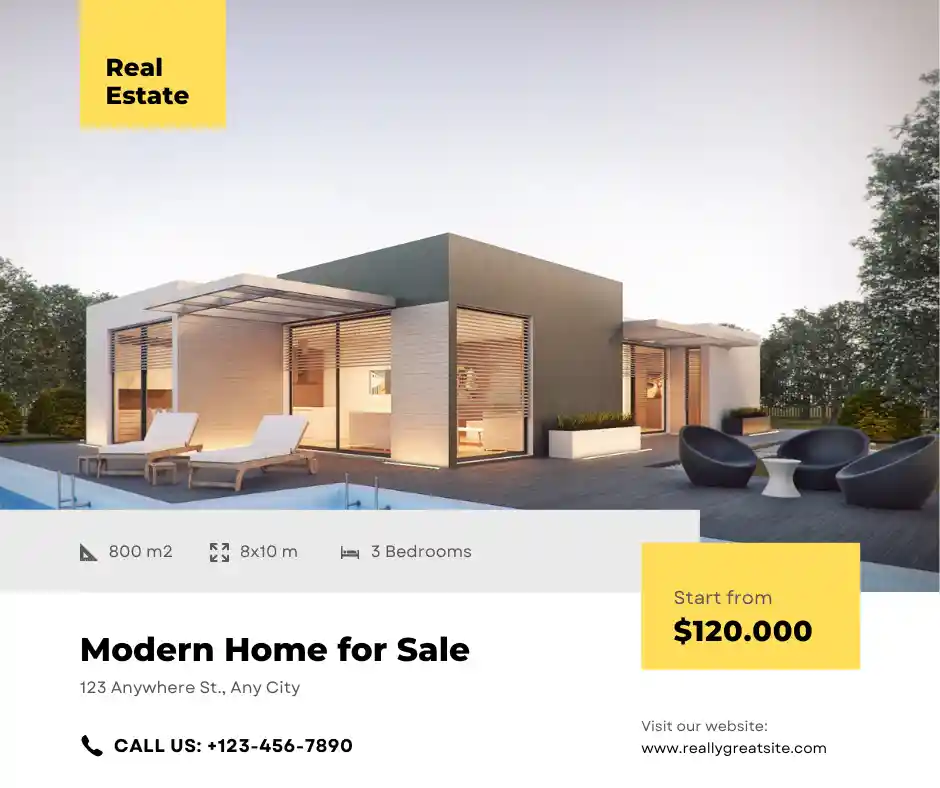 Real
Estate
800 m2 8x10 m 3 Bedrooms
Start from
$120.000
Modern Home for Sale
123 Anywhere St., Any City
CALL US: +123-456-7890
Visit our website:
www.reallygreatsite.com